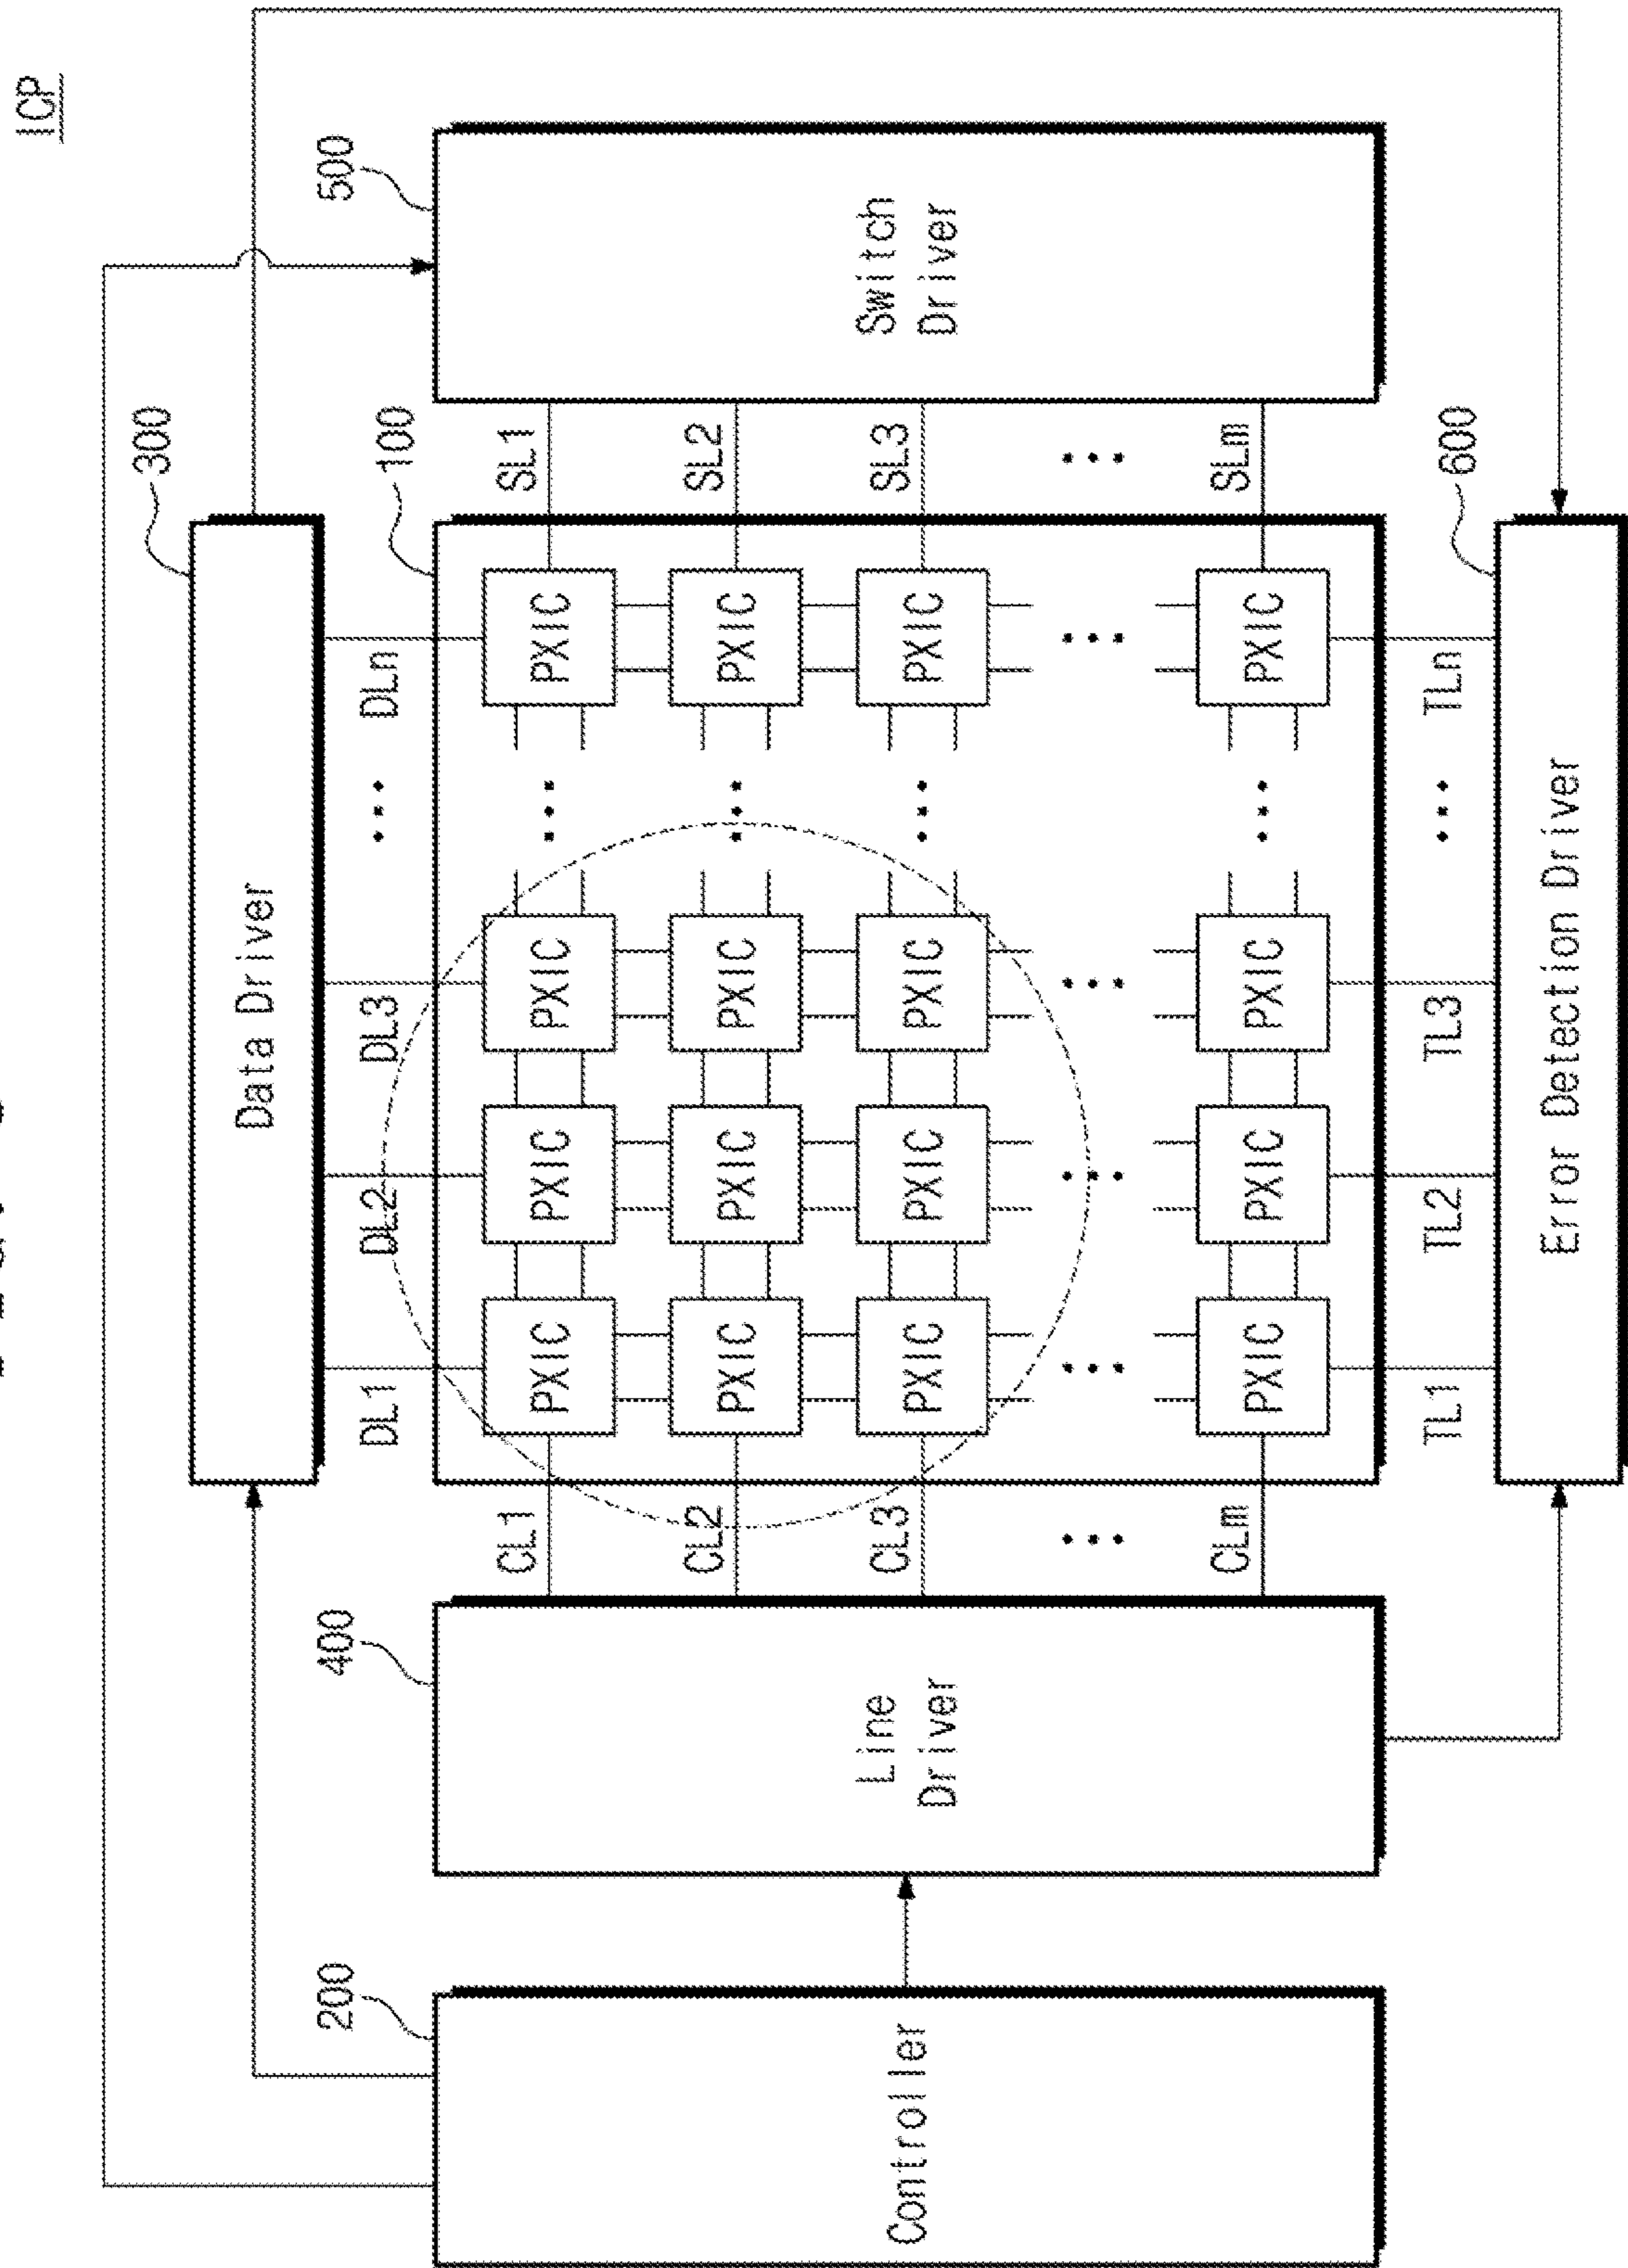 ICP
300
Data Driver
200
400
100
500
DL1
DL2
DL3
•••
DLn
Controller
Line
Driver
Switch
Driver
CL1
PXIC
PXIC
PXIC
•••
PXIC
SL1
CL2
PXIC
PXIC
PXIC
•••
PXIC
SL2
CL3
PXIC
PXIC
PXIC
•••
PXIC
SL3
•••
•••
•••
•••
•••
•••
CLm
PXIC
PXIC
PXIC
•••
PXIC
SLm
TL1
TL2
TL3
•••
TLn
600
Error Detection Driver